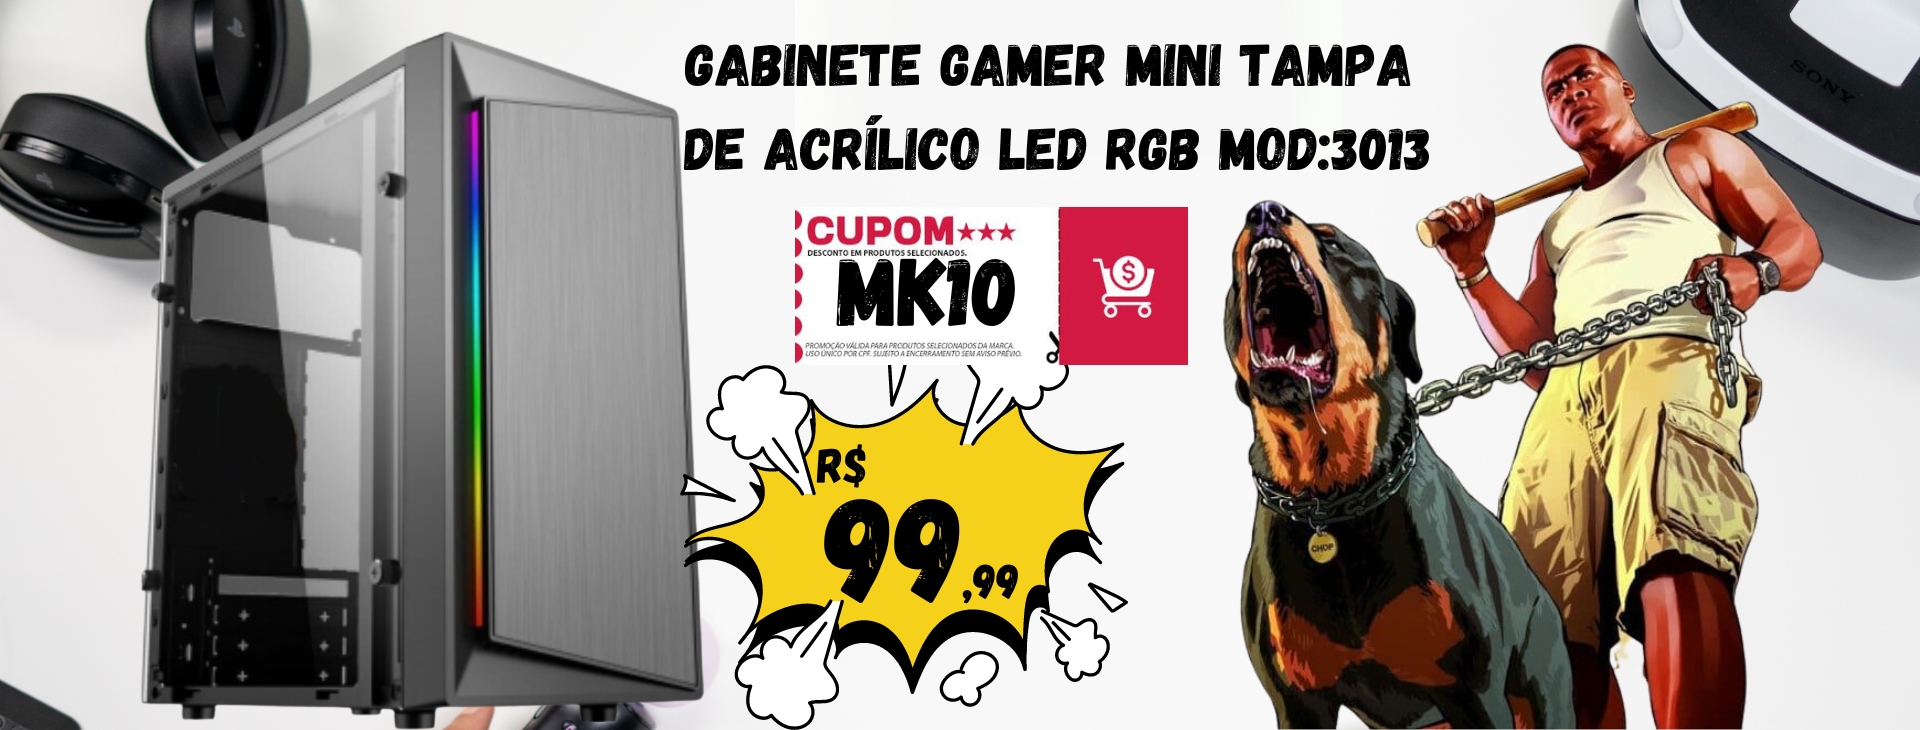 GABINETE GAMER MINI TAMPA
DE ACRÍLICO LED RGB MOD:3013
SONY
CUPOM★★★
DESCONTO EM PRODUTOS SELECIONADOS.
MK10
PROMOÇÃO VÁLIDA PARA PRODUTOS SELECIONADOS DA MARCA.
USO ÚNICO POR CPF. SUJEITO A ENCERRAMENTO SEM AVISO PRÉVIO.
$
R$
99,99
CHOP